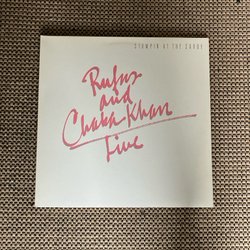 STOMPIN' AT THE SAVOY
Rufus
and
Chaka Khan
Live